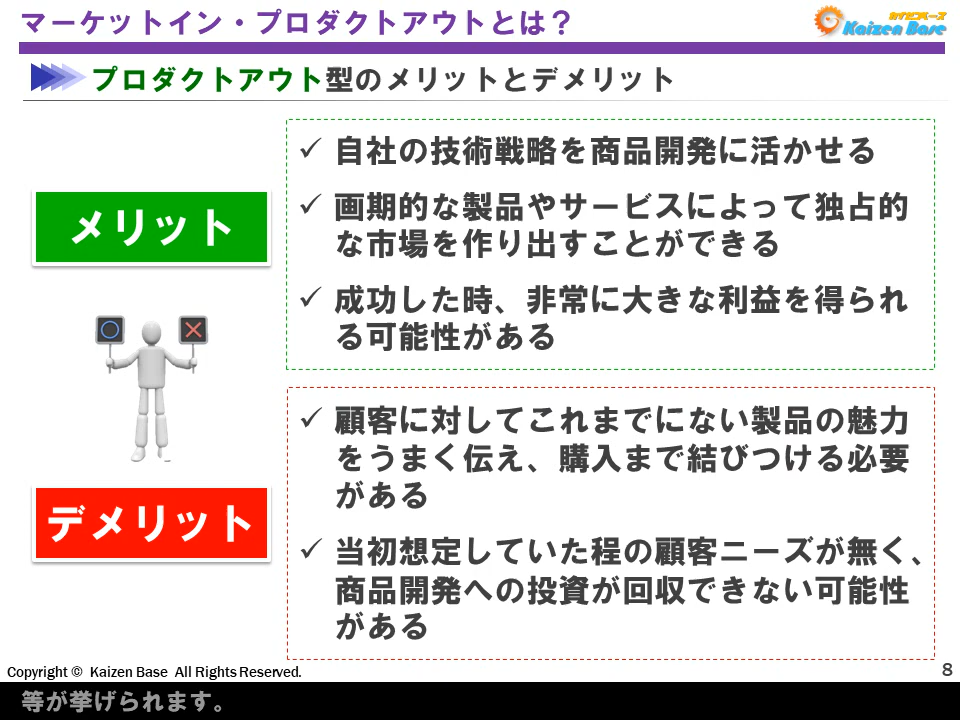 マーケットイン・プロダクトアウトとは？
カイゼンベース
Kaizen Base
プロダクトアウト型のメリットとデメリット
メリット
✓ 自社の技術戦略を商品開発に活かせる
✓ 画期的な製品やサービスによって独占的
な市場を作り出すことができる
✓ 成功した時、非常に大きな利益を得られ
る可能性がある
デメリット
✓ 顧客に対してこれまでにない製品の魅力
をうまく伝え、購入まで結びつける必要
がある
✓ 当初想定していた程の顧客ニーズが無く、
商品開発への投資が回収できない可能性
がある
Copyright © Kaizen Base All Rights Reserved.
8
等が挙げられます。